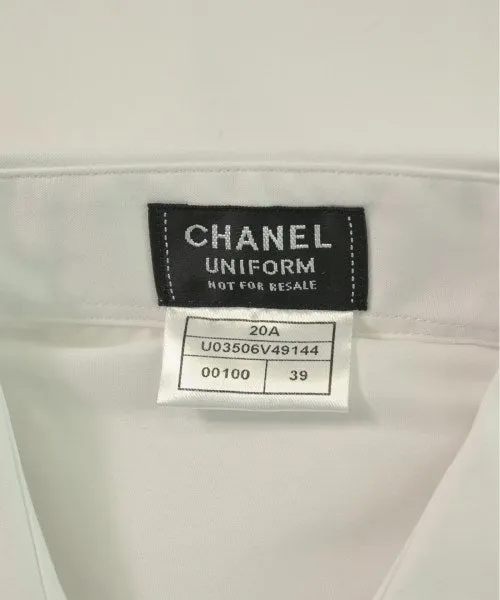 CHANEL
UNIFORM
NOT FOR RESALE
20A
U03506V49144
00100 39